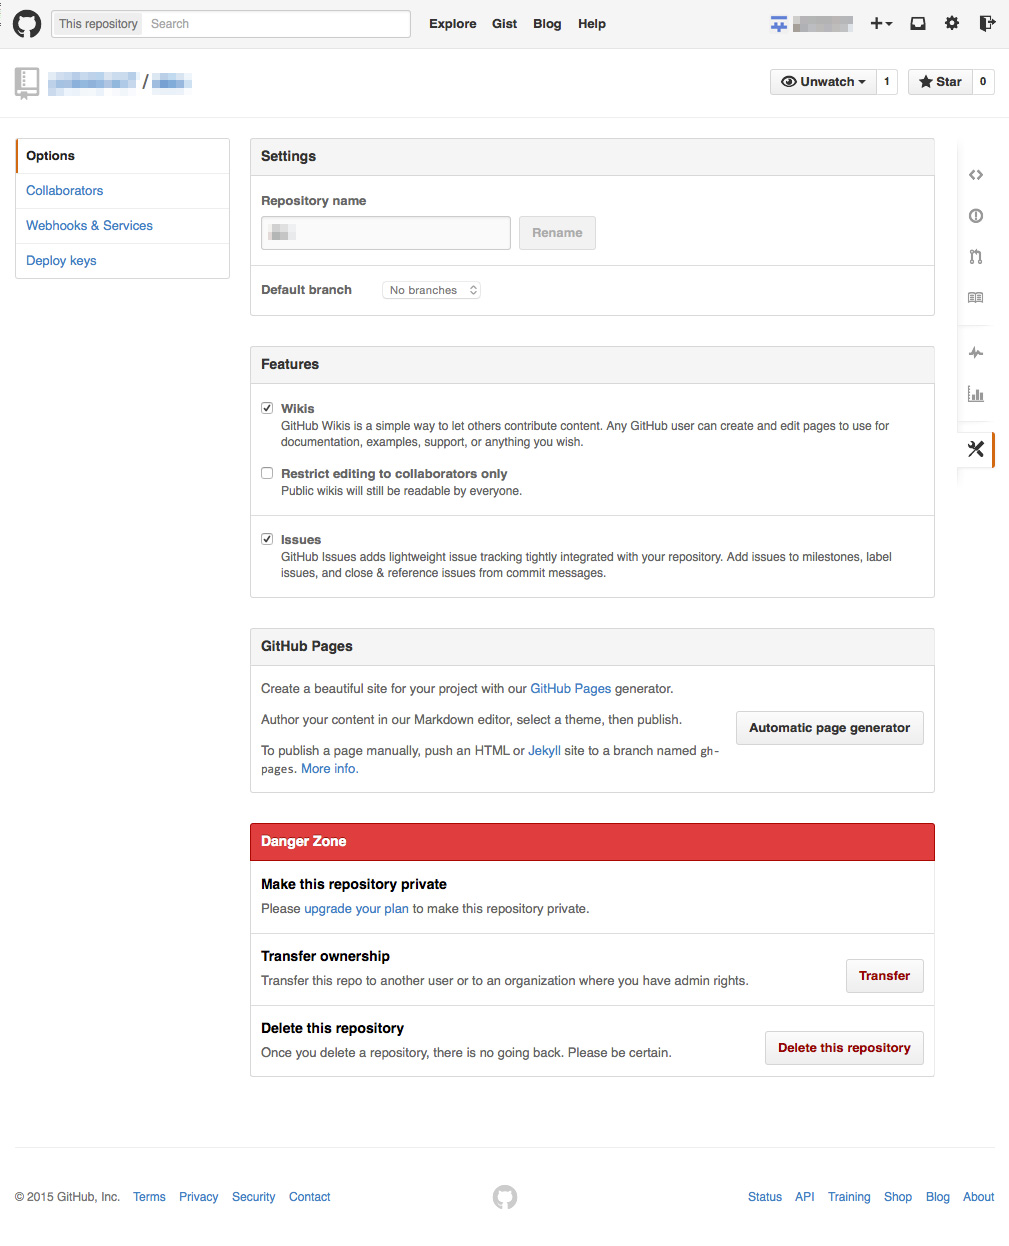 This repository Search Explore Gist Blog Help
/
Unwatch 1 Star 0
Options
Collaborators
Webhooks & Services
Deploy keys
Settings
Repository name
Rename
Default branch No branches
Features
Wikis
GitHub Wikis is a simple way to let others contribute content. Any GitHub user can create and edit pages to use for
documentation, examples, support, or anything you wish.
Restrict editing to collaborators only
Public wikis will still be readable by everyone.
Issues
GitHub Issues adds lightweight issue tracking tightly integrated with your repository. Add issues to milestones, label
issues, and close & reference issues from commit messages.
GitHub Pages
Create a beautiful site for your project with our GitHub Pages generator.
Author your content in our Markdown editor, select a theme, then publish.
To publish a page manually, push an HTML or Jekyll site to a branch named gh-
pages. More info.
Automatic page generator
Danger Zone
Make this repository private
Please upgrade your plan to make this repository private.
Transfer ownership
Transfer this repo to another user or to an organization where you have admin rights.
Transfer
Delete this repository
Once you delete a repository, there is no going back. Please be certain.
Delete this repository
© 2015 GitHub, Inc. Terms Privacy Security Contact
Status API Training Shop Blog About